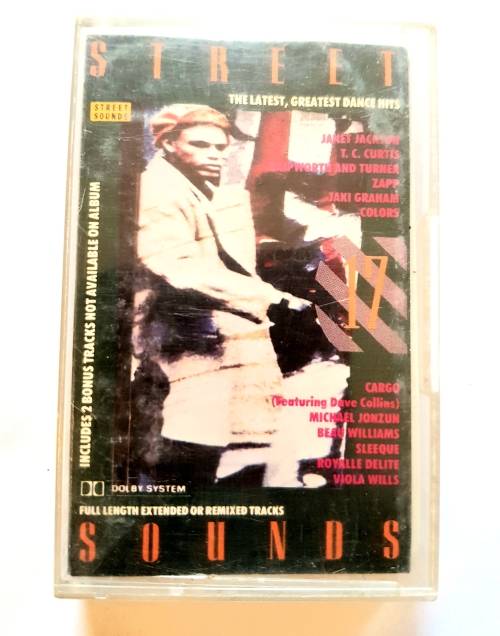 STREET
THE LATEST, GREATEST DANCE HITS
STREET
SOUNDS
JANET JACKSON
T. C. CURTIS
WORTH AND TURNER
ZAPP
JAKI GRAHAM
COLORS
17
INCLUDES 2 BONUS TRACKS NOT AVAILABLE ON ALBUM
CARGO
(Featuring Dave Collins)
MICHAEL JONZUN
BEAU WILLIAMS
SLEEQUE
ROYALLE DELITE
VIOLA WILLS
DOLBY SYSTEM
FULL LENGTH EXTENDED OR REMIXED TRACKS
SOUNDS